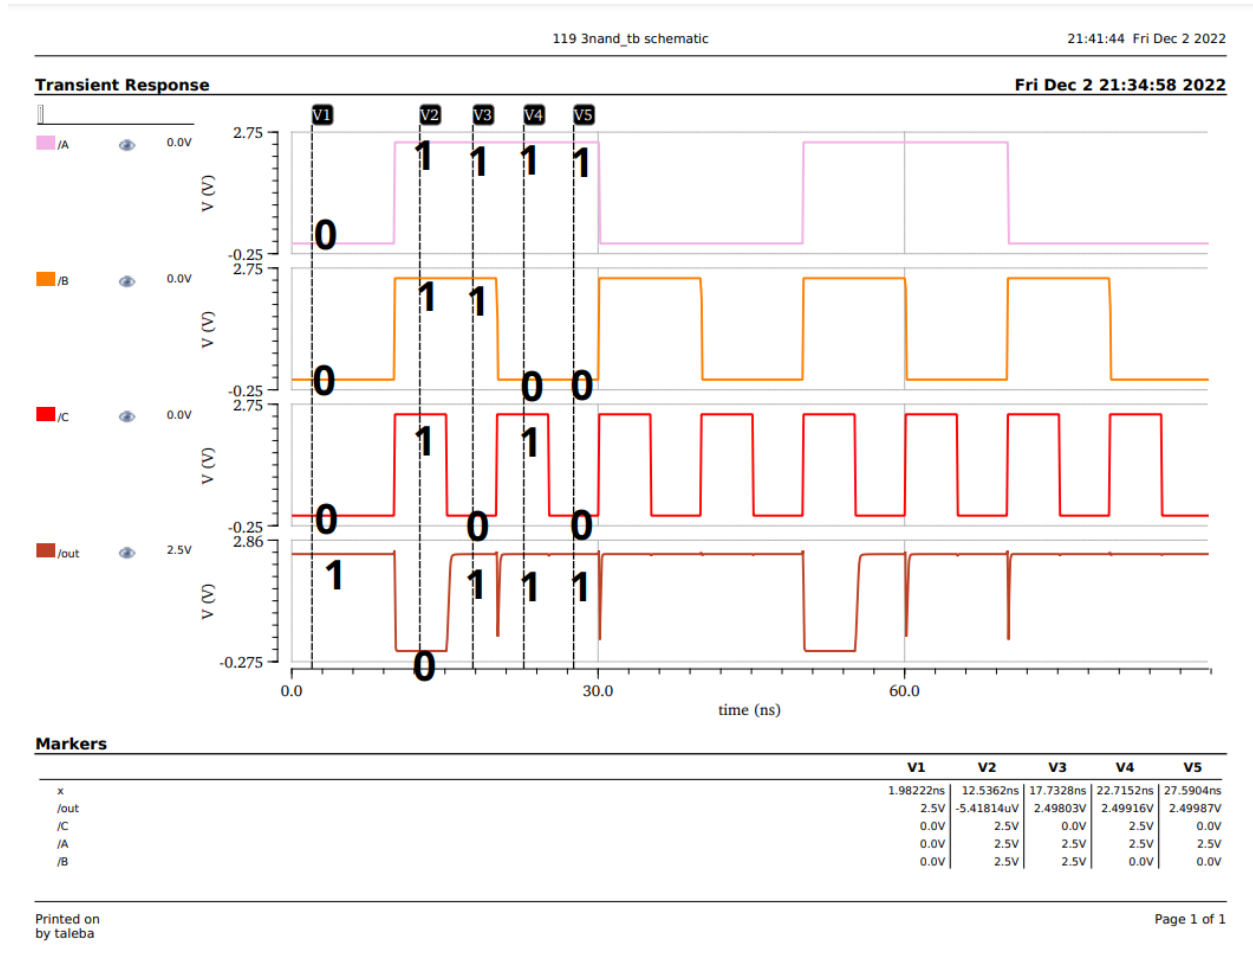 119 3nand_tb schematic 21:41:44 Fri Dec 2 2022
Transient Response Fri Dec 2 21:34:58 2022
V1 V2 V3 V4 V5
/A 0.0V
2.75
V (V)
-0.25
1 1 1 1
0
/B 0.0V
2.75
V (V)
-0.25
1 1
0 0 0
/C 0.0V
2.75
V (V)
-0.25
1 1
0 0 0
/out 2.5V
2.86
V (V)
-0.275
1 1 1 1
0
0.0 30.0 60.0
time (ns)
Markers
V1 V2 V3 V4 V5
x 1.98222ns 12.5362ns 17.7328ns 22.7152ns 27.5904ns
/out 2.5V -5.41814uV 2.49803V 2.49916V 2.49987V
/C 0.0V 2.5V 0.0V 2.5V 0.0V
/A 0.0V 2.5V 2.5V 2.5V 2.5V
/B 0.0V 2.5V 2.5V 0.0V 0.0V
Printed on
by taleba
Page 1 of 1